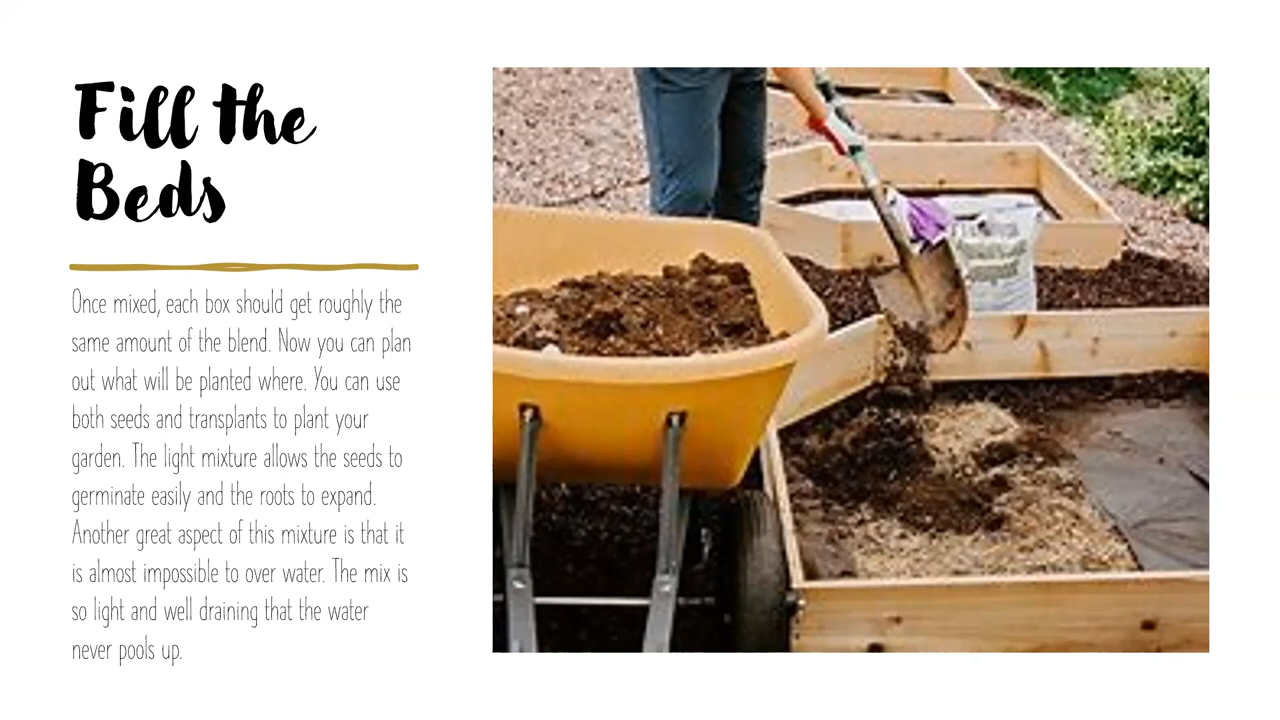 Fill the
Beds
Once mixed, each box should get roughly the
same amount of the blend. Now you can plan
out what will be planted where. You can use
both seeds and transplants to plant your
garden. The light mixture allows the seeds to
germinate easily and the roots to expand.
Another great aspect of this mixture is that it
is almost impossible to over water. The mix is
so light and well draining that the water
never pools up.